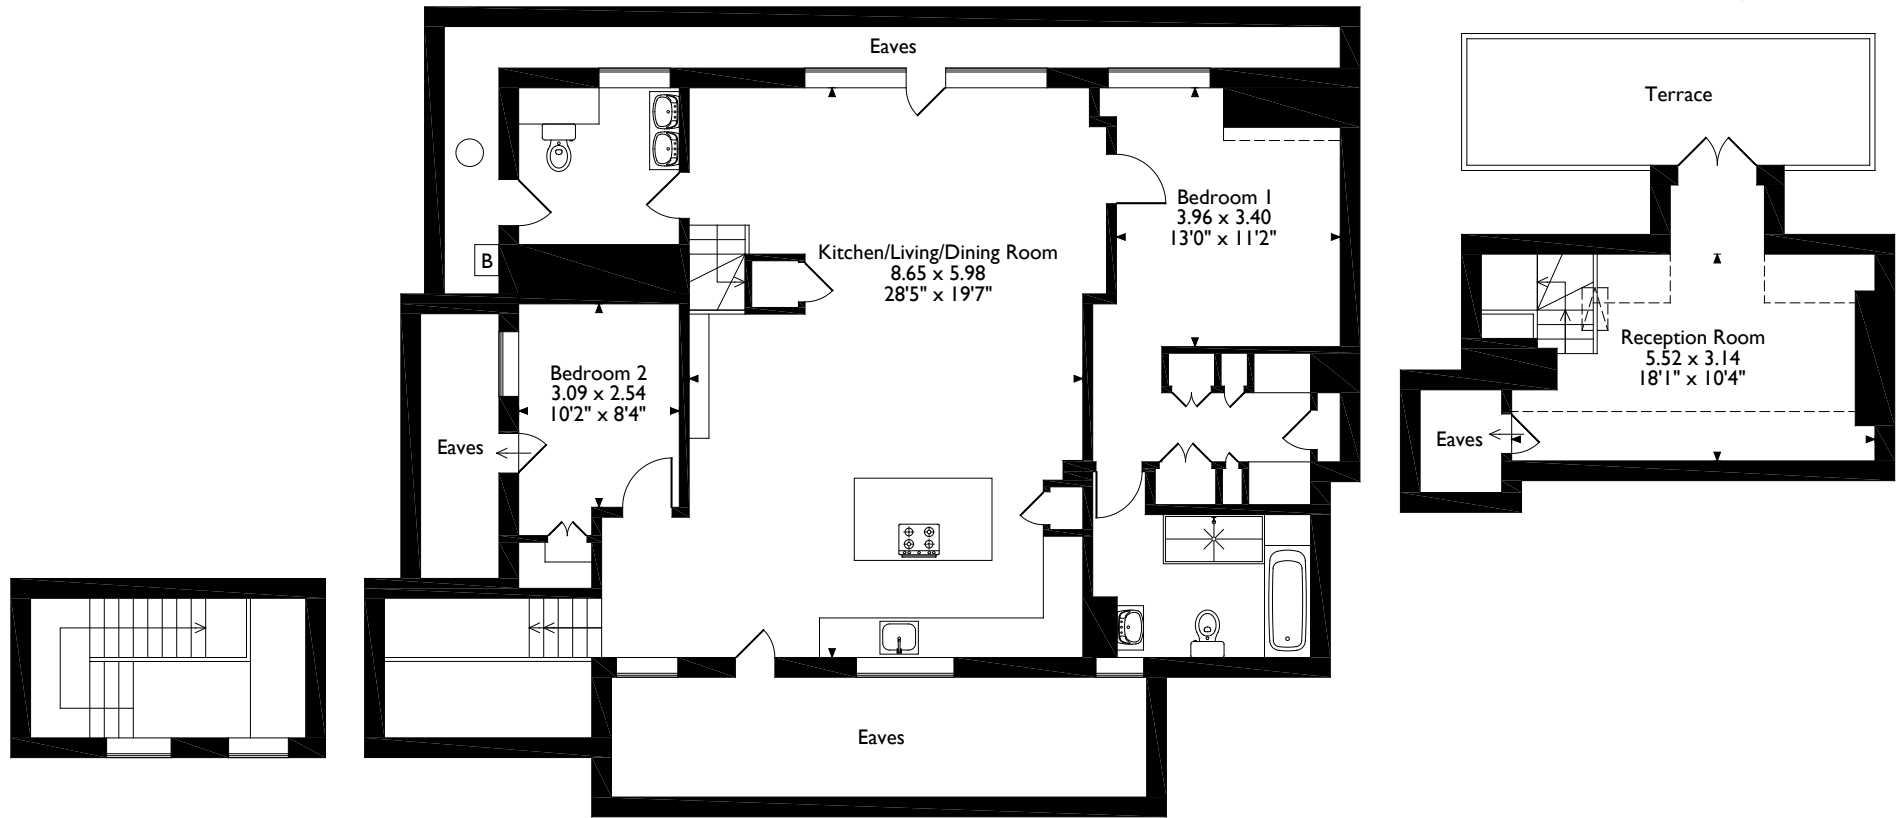 Eaves
Terrace
Bedroom 1
3.96 x 3.40
13'0" x 11'2"
Kitchen/Living/Dining Room
8.65 x 5.98
28'5" x 19'7"
B
Reception Room
5.52 x 3.14
18'1" x 10'4"
Bedroom 2
3.09 x 2.54
10'2" x 8'4"
Eaves
Eaves
Eaves